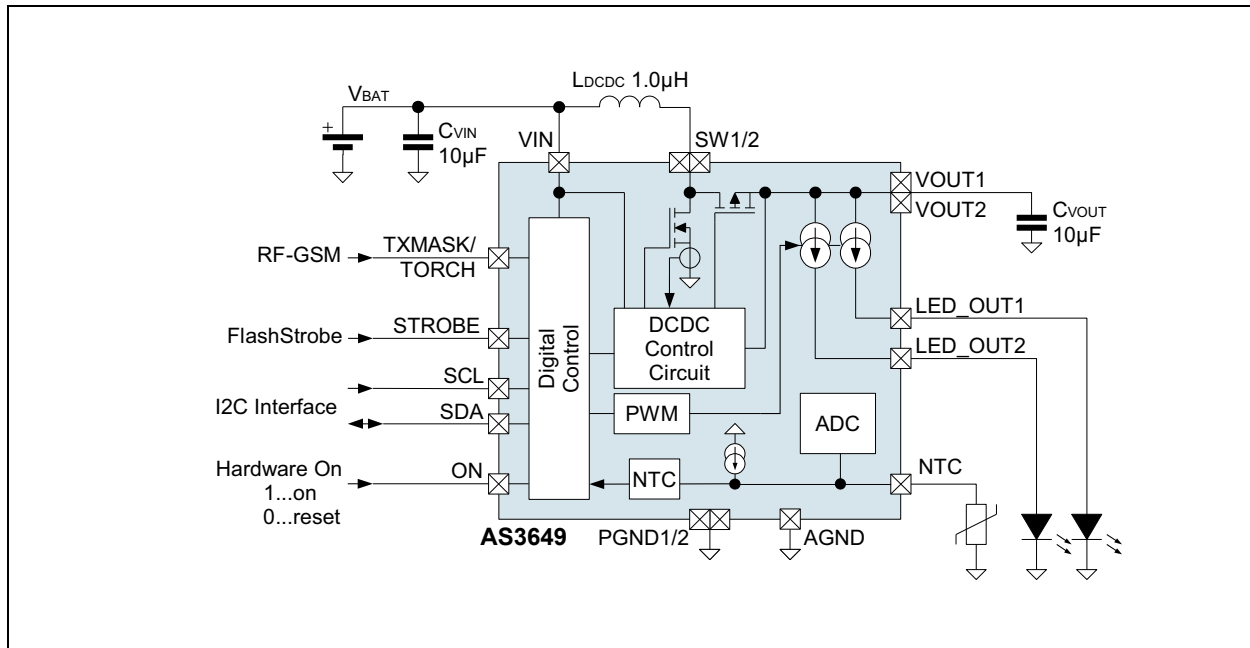 LDCDC 1.0µH
VBAT
+
CVIN
10µF
VIN
SW1/2
VOUT1
VOUT2
CVOUT
10µF
RF-GSM
TXMASK/
TORCH
FlashStrobe
STROBE
Digital
Control
DCDC
Control
Circuit
LED_OUT1
LED_OUT2
I2C Interface
SCL
SDA
PWM
ADC
Hardware On
1...on
0...reset
ON
NTC
NTC
AS3649
PGND1/2
AGND